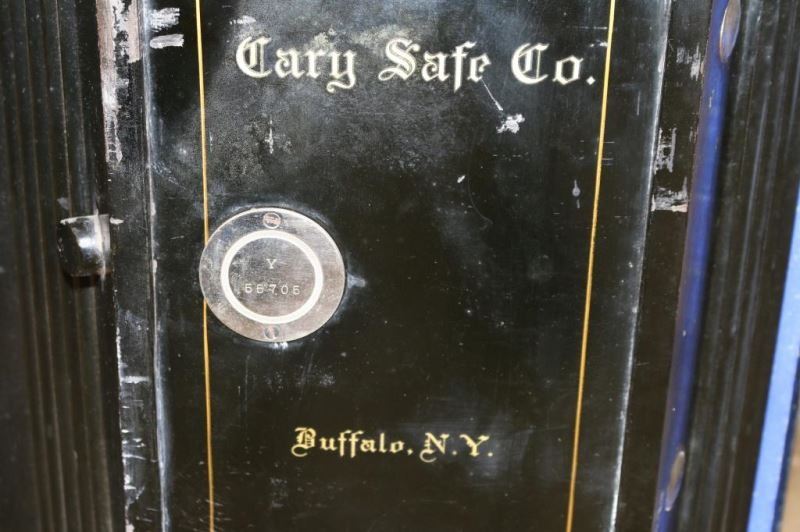 Cary Safe Co.
Y
55705
Buffalo, N.Y.